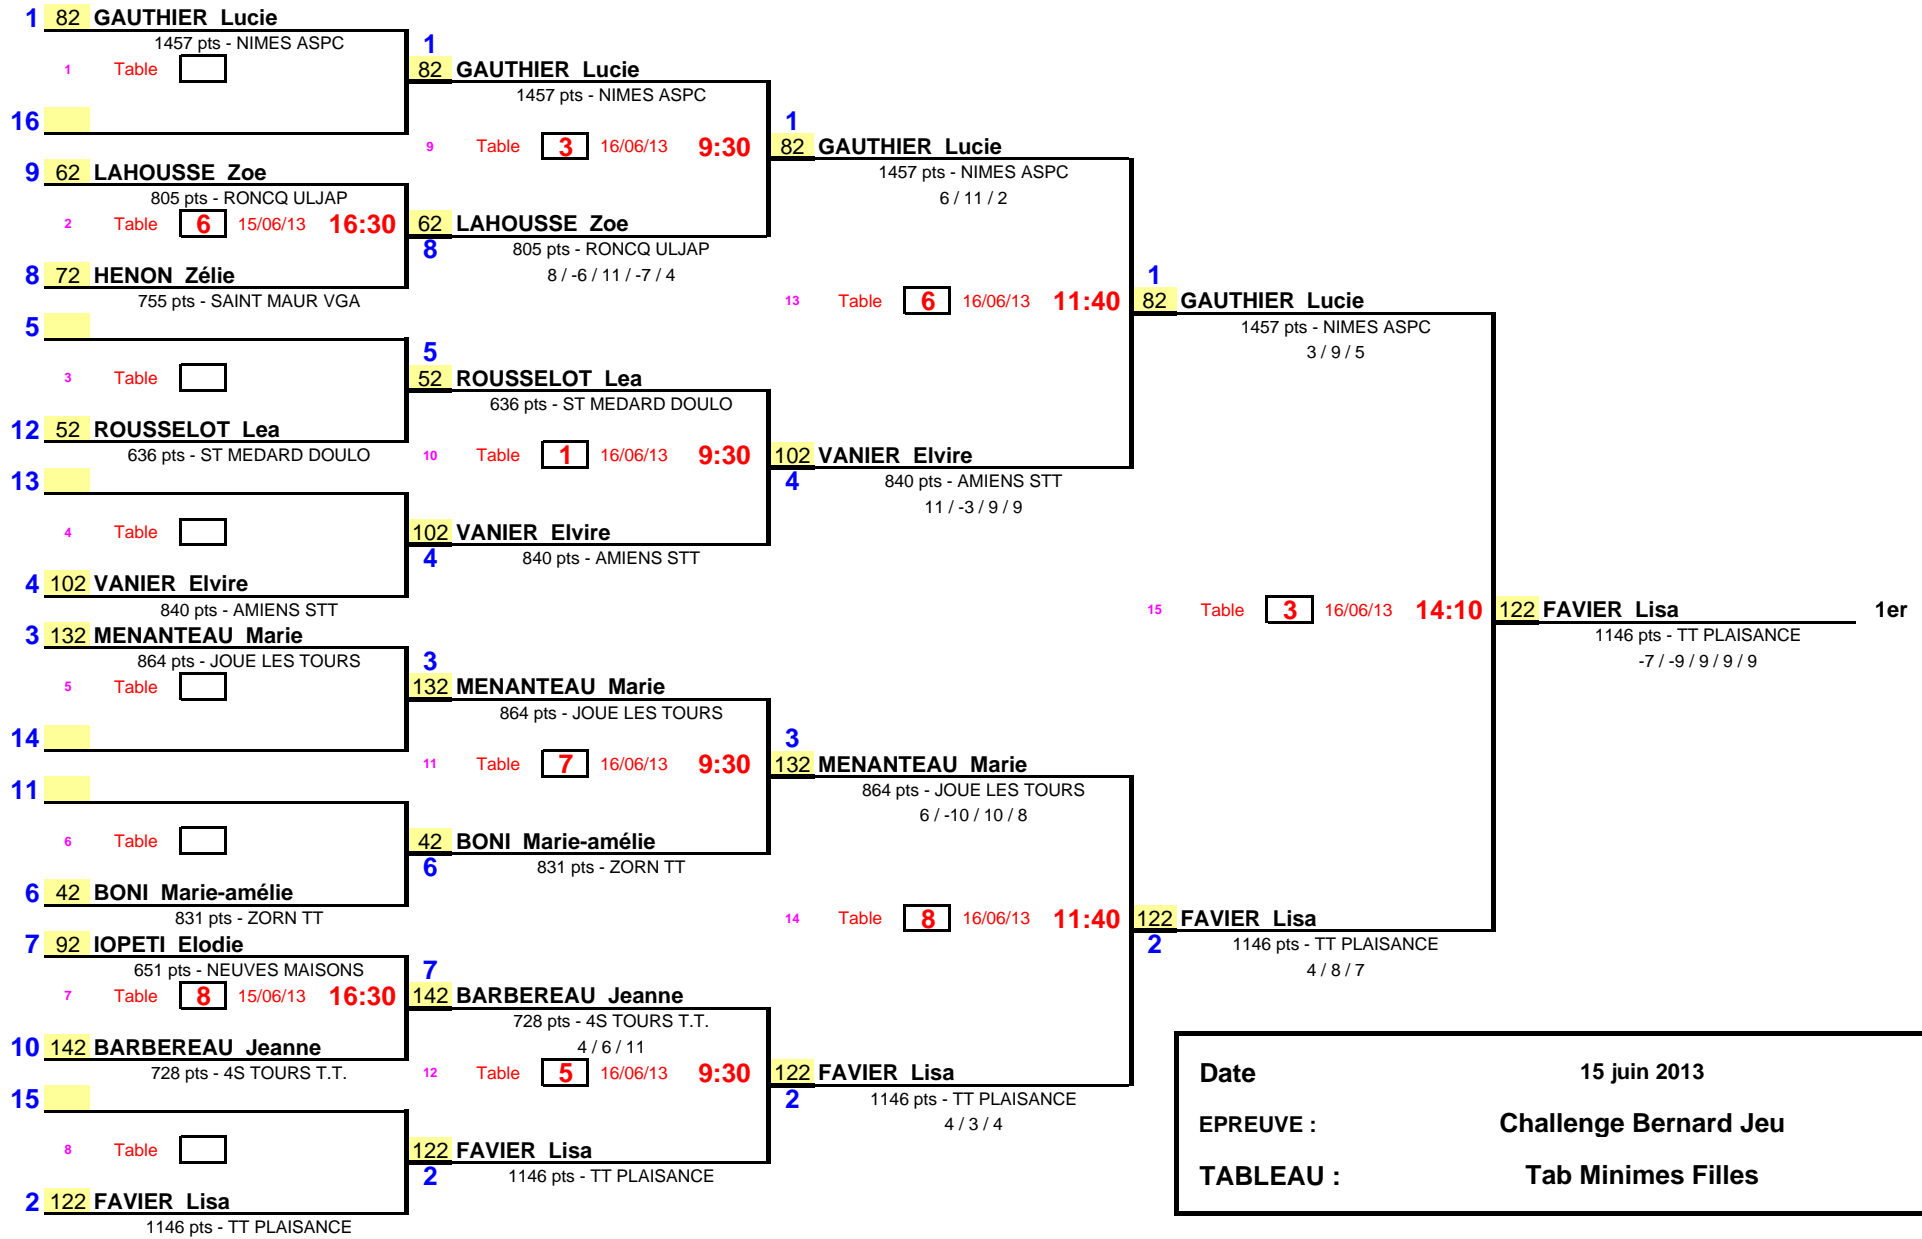 1 82 GAUTHIER Lucie
1457 pts - NIMES ASPC
1 Table
16
9 62 LAHOUSSE Zoe
805 pts - RONCQ ULJAP
2 Table 6 15/06/13 16:30
8 72 HENON Zélie
755 pts - SAINT MAUR VGA
5
3 Table
12 52 ROUSSELOT Lea
636 pts - ST MEDARD DOULO
13
4 Table
4 102 VANIER Elvire
840 pts - AMIENS STT
3 132 MENANTEAU Marie
864 pts - JOUE LES TOURS
5 Table
14
11
6 Table
6 42 BONI Marie-amélie
831 pts - ZORN TT
7 92 IOPETI Elodie
651 pts - NEUVES MAISONS
7 Table 8 15/06/13 16:30
10 142 BARBEREAU Jeanne
728 pts - 4S TOURS T.T.
15
8 Table
2 122 FAVIER Lisa
1146 pts - TT PLAISANCE
1
82 GAUTHIER Lucie
1457 pts - NIMES ASPC
9 Table 3 16/06/13 9:30
62 LAHOUSSE Zoe
8 805 pts - RONCQ ULJAP
8 / -6 / 11 / -7 / 4
5
52 ROUSSELOT Lea
636 pts - ST MEDARD DOULO
10 Table 1 16/06/13 9:30
102 VANIER Elvire
4 840 pts - AMIENS STT
3
132 MENANTEAU Marie
864 pts - JOUE LES TOURS
11 Table 7 16/06/13 9:30
42 BONI Marie-amélie
6 831 pts - ZORN TT
7
142 BARBEREAU Jeanne
728 pts - 4S TOURS T.T.
4 / 6 / 11
12 Table 5 16/06/13 9:30
122 FAVIER Lisa
2 1146 pts - TT PLAISANCE
1
82 GAUTHIER Lucie
1457 pts - NIMES ASPC
6 / 11 / 2
13 Table 6 16/06/13 11:40
102 VANIER Elvire
4 840 pts - AMIENS STT
11 / -3 / 9 / 9
3
132 MENANTEAU Marie
864 pts - JOUE LES TOURS
6 / -10 / 10 / 8
14 Table 8 16/06/13 11:40
122 FAVIER Lisa
2 1146 pts - TT PLAISANCE
4 / 3 / 4
1
82 GAUTHIER Lucie
1457 pts - NIMES ASPC
3 / 9 / 5
15 Table 3 16/06/13 14:10
122 FAVIER Lisa
2 1146 pts - TT PLAISANCE
4 / 8 / 7
122 FAVIER Lisa 1er
1146 pts - TT PLAISANCE
-7 / -9 / 9 / 9 / 9
Date 15 juin 2013
EPREUVE : Challenge Bernard Jeu
TABLEAU : Tab Minimes Filles